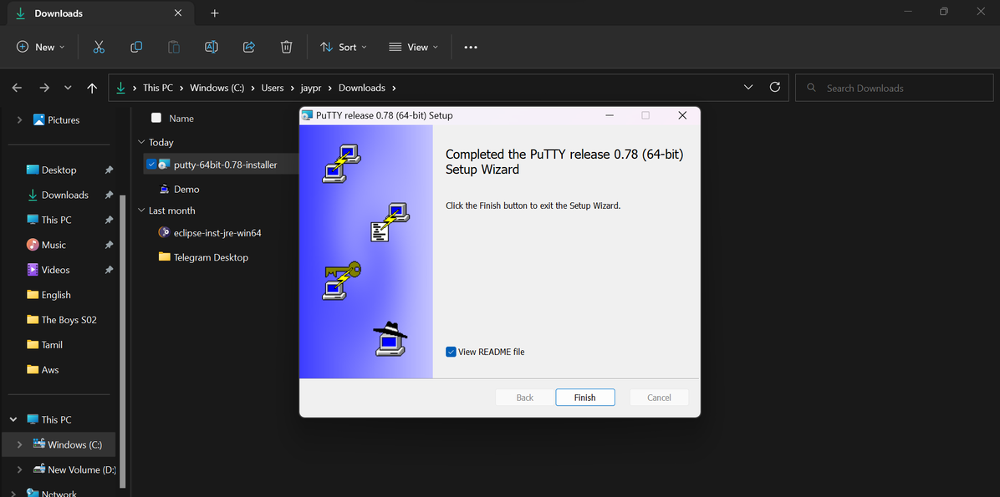 Downloads
New
Sort
View
This PC
Windows (C:)
Users
jaypr
Downloads
Search Downloads
Pictures
Desktop
Downloads
This PC
Music
Videos
English
The Boys S02
Tamil
Aws
This PC
Windows (C:)
New Volume (D:)
Network
Name
Today
putty-64bit-0.78-installer
Demo
Last month
eclipse-inst-jre-win64
Telegram Desktop
PuTTY release 0.78 (64-bit) Setup
Completed the PuTTY release 0.78 (64-bit)
Setup Wizard
Click the Finish button to exit the Setup Wizard.
View README file
Back
Finish
Cancel